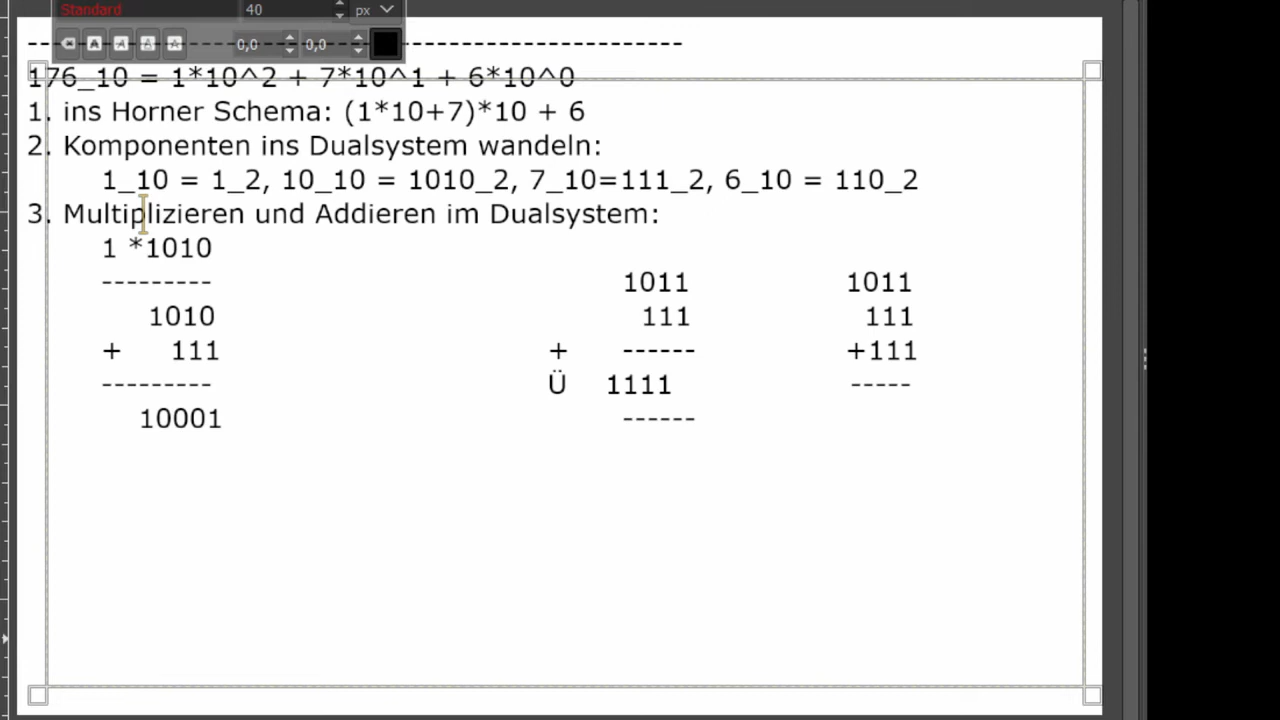 Standard 40 px
0,0 0,0
-----------------------------------------
176_10 = 1*10^2 + 7*10^1 + 6*10^0
1. ins Horner Schema: (1*10+7)*10 + 6
2. Komponenten ins Dualsystem wandeln:
1_10 = 1_2, 10_10 = 1010_2, 7_10=111_2, 6_10 = 110_2
3. Multiplizieren und Addieren im Dualsystem:
1 *1010
--------- 1011 1011
1010 111 111
+ 111 + ------ +111
--------- Ü 1111 -----
10001 ------